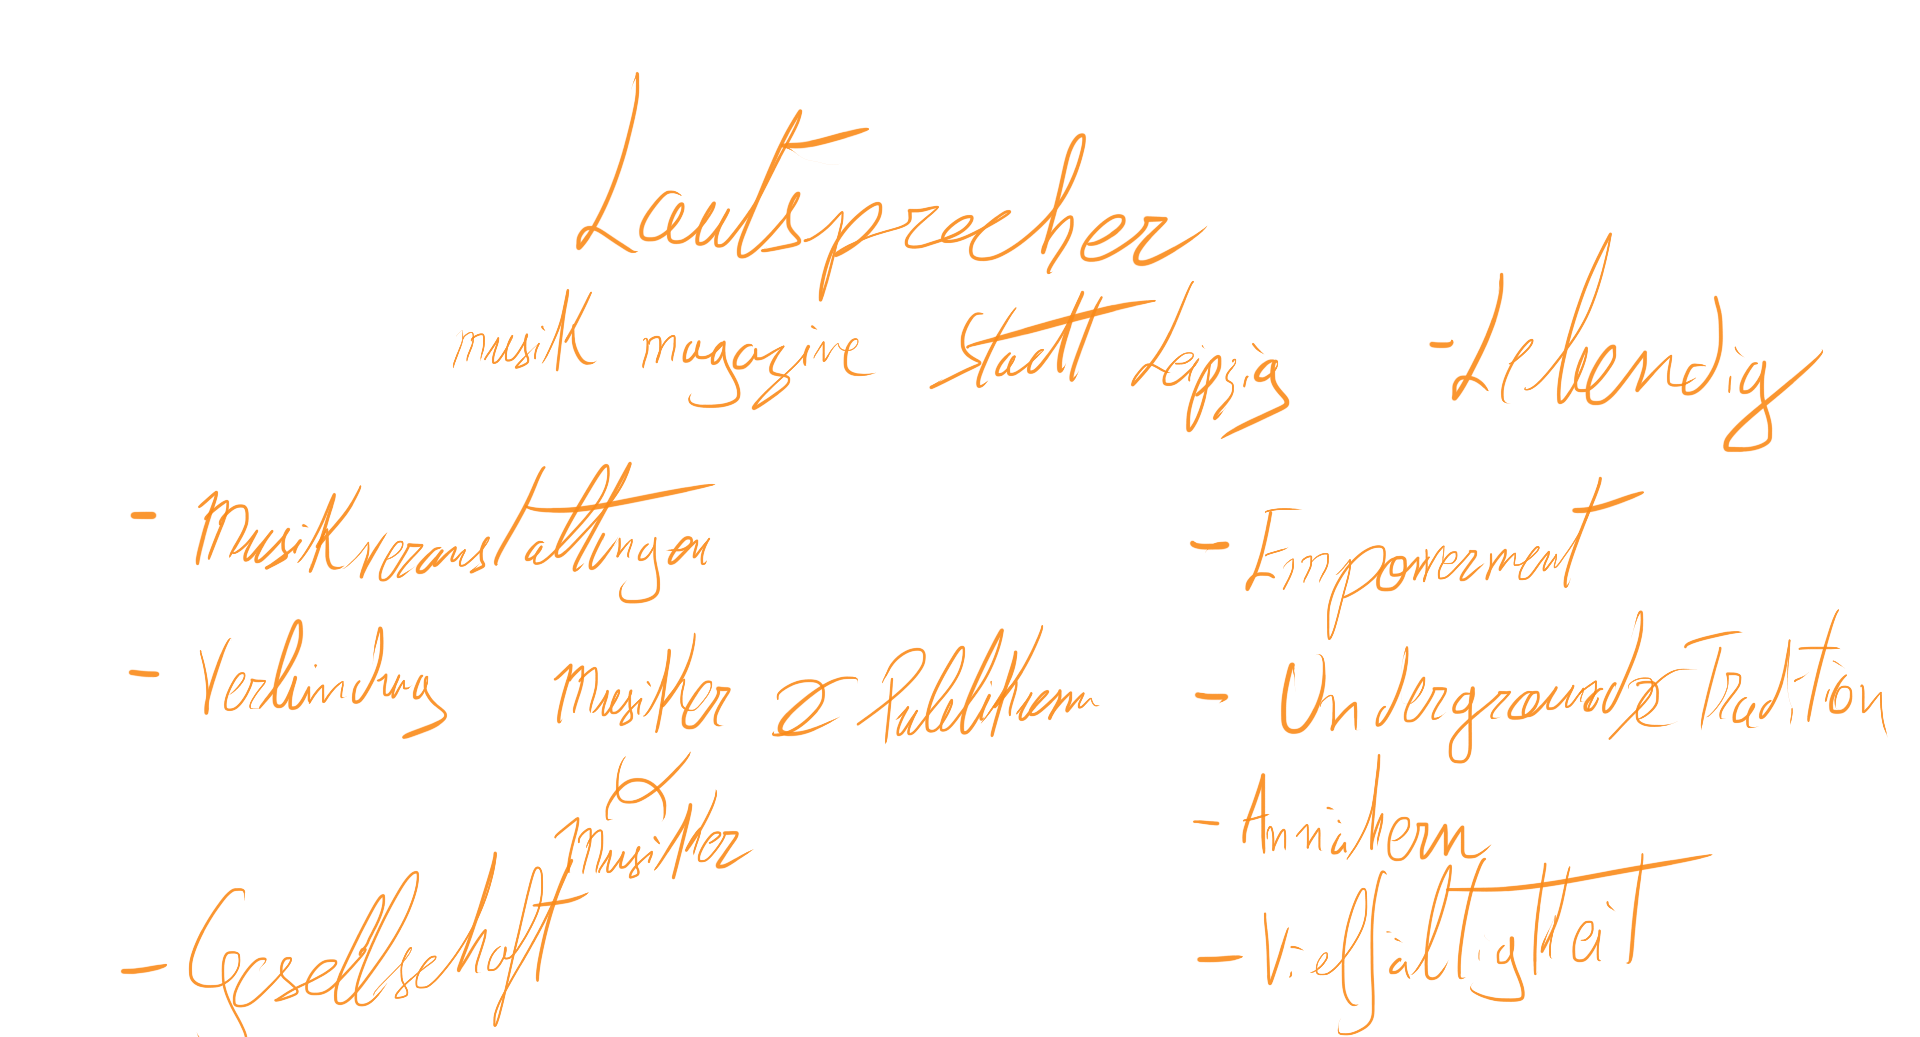 Lautsprecher
musik magazine Stadt Leipzig
- Lebendig
- Musikveranstaltungen
- Verbindung Musiker & Publikum
& Musiker
- Gesellschaft
- Empowerment
- Underground & Tradition
- Annähern
- Vielfältigkeit